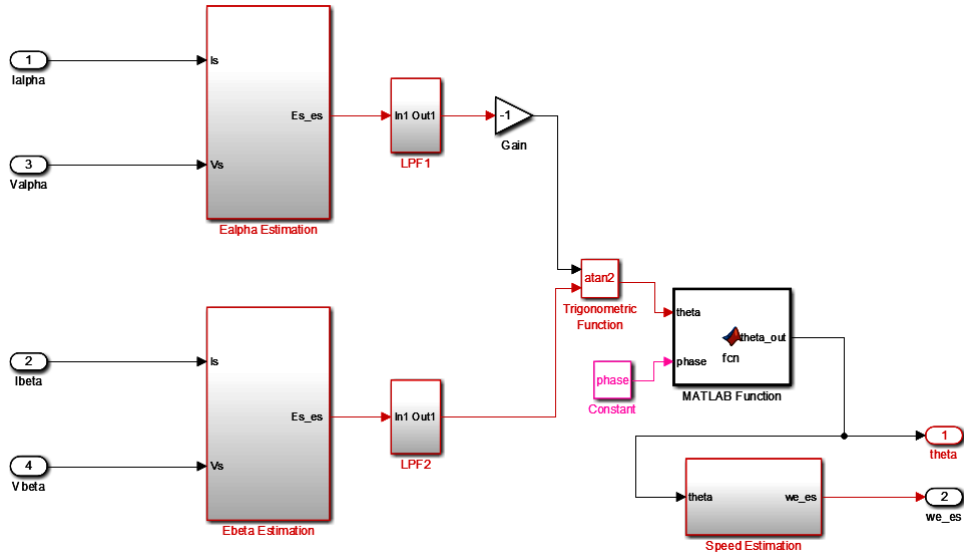 1
Ialpha
3
Valpha
Is
Vs
Es_es
Ealpha Estimation
In1 Out1
LPF1
-1
Gain
2
Ibeta
4
Vbeta
Is
Vs
Es_es
Ebeta Estimation
In1 Out1
LPF2
atan2
Trigonometric
Function
phase
Constant
theta
phase
theta_out
fcn
MATLAB Function
1
theta
theta
we_es
Speed Estimation
2
we_es